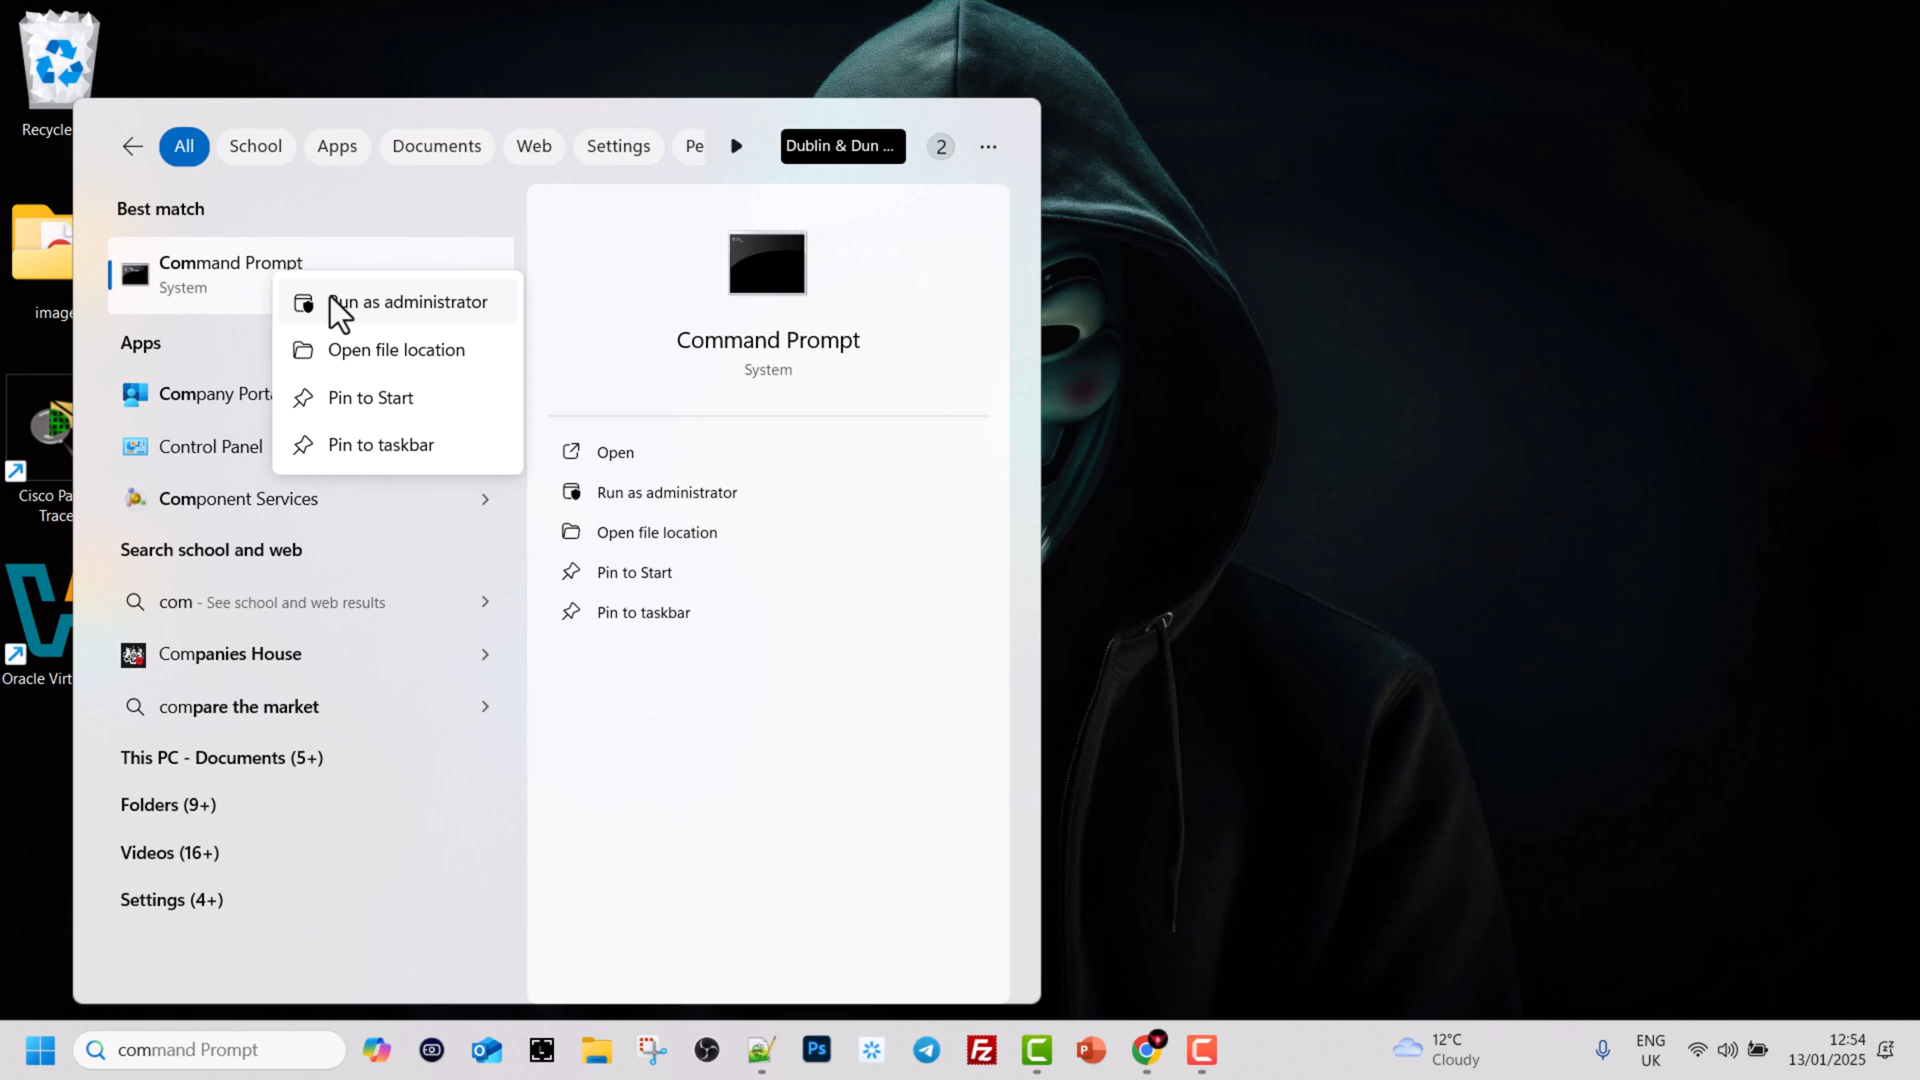 Recycle
image
Cisco Pa
Trace
Oracle Virt
All
School
Apps
Documents
Web
Settings
Pe
Dublin & Dun ...
2
Best match
Command Prompt
System
Run as administrator
Open file location
Pin to Start
Pin to taskbar
Apps
Company Porta
Control Panel
Component Services
Search school and web
com - See school and web results
Companies House
compare the market
This PC - Documents (5+)
Folders (9+)
Videos (16+)
Settings (4+)
Command Prompt
System
Open
Run as administrator
Open file location
Pin to Start
Pin to taskbar
command Prompt
Ps
Fz
C
P
C
12°C
Cloudy
ENG
UK
12:54
13/01/2025